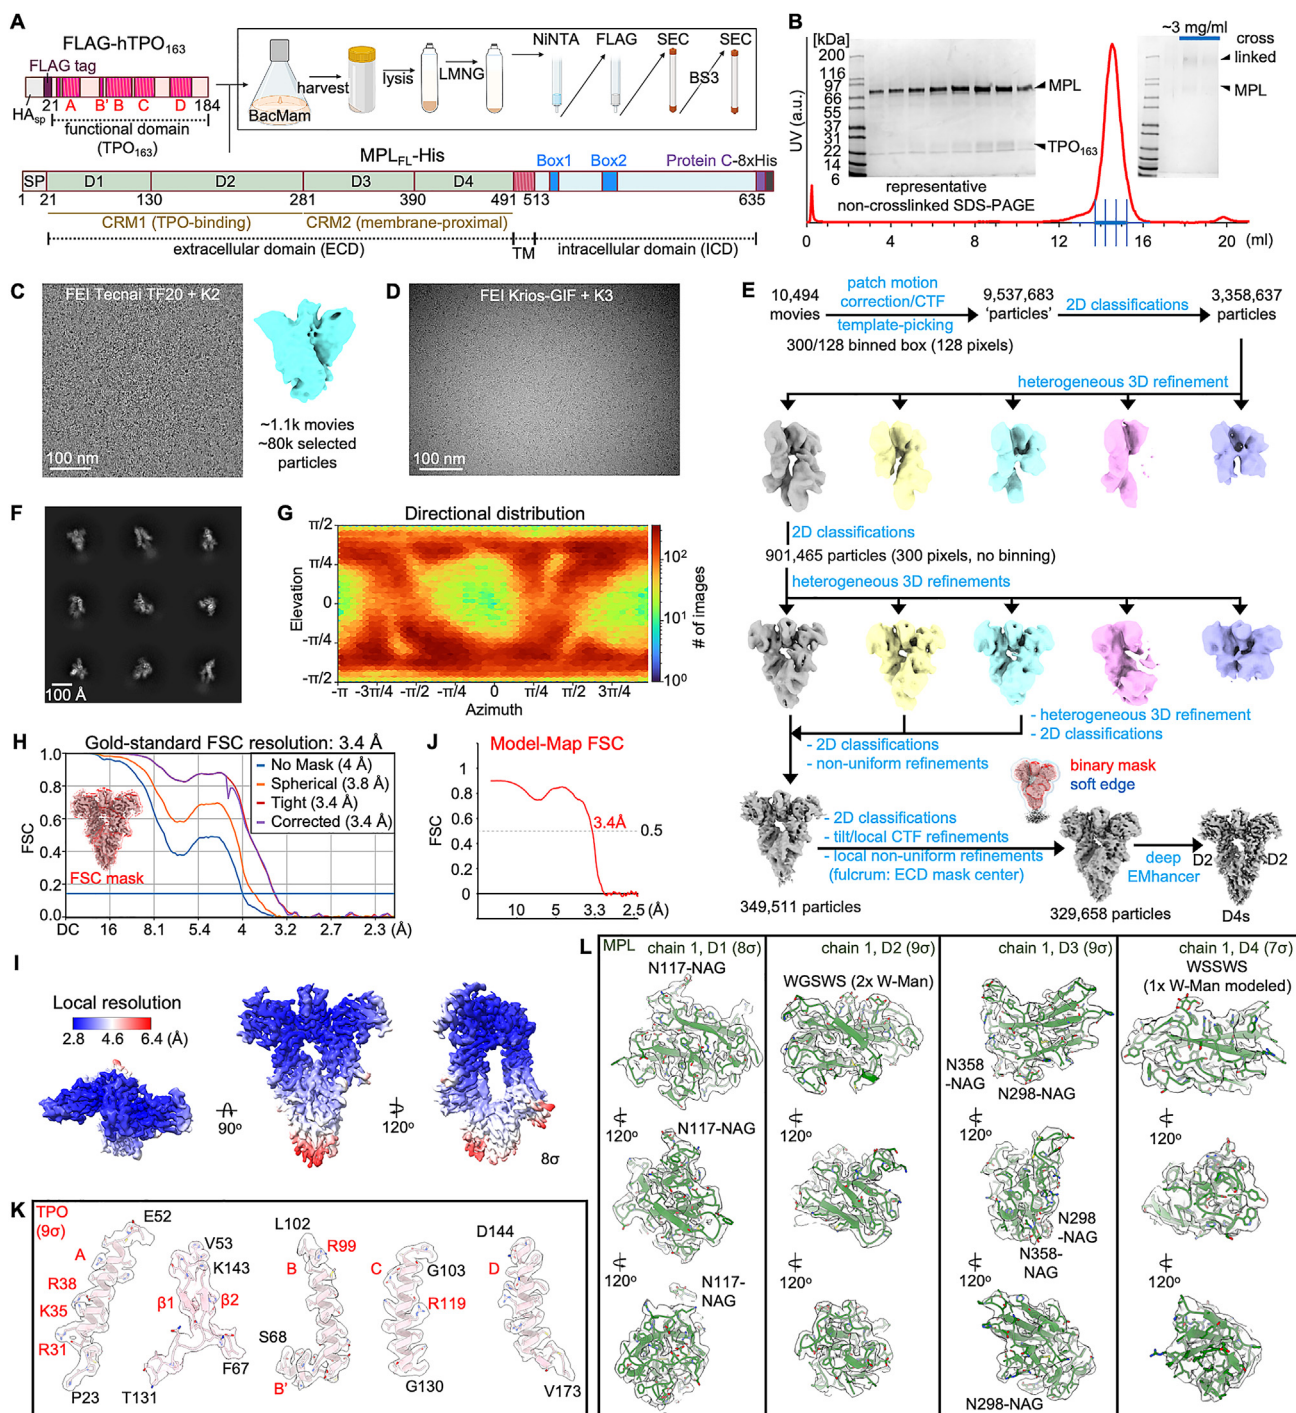 A
FLAG-hTPO163
FLAG tag
HAsp
21
A
B'
B
C
D
184
functional domain
(TPO163)
BacMam
harvest
lysis
LMNG
NiNTA
FLAG
SEC
BS3
SEC
MPLFL-His
Box1
Box2
Protein C-8xHis
SP
D1
D2
D3
D4
1
21
130
281
390
491
513
635
CRM1 (TPO-binding)
CRM2 (membrane-proximal)
extracellular domain (ECD)
TM
intracellular domain (ICD)
B
UV (a.u.)
[kDa]
200
116
97
66
55
37
31
22
14
6
MPL
TPO163
representative
non-crosslinked SDS-PAGE
~3 mg/ml
cross
linked
MPL
0
4
8
12
16
20
(ml)
C
FEI Tecnal TF20 + K2
100 nm
~1.1k movies
~80k selected
particles
D
FEI Krios-GIF + K3
100 nm
E
10,494
movies
patch motion
correction/CTF
template-picking
9,537,683
'particles'
2D classifications
3,358,637
particles
300/128 binned box (128 pixels)
heterogeneous 3D refinement
2D classifications
901,465 particles (300 pixels, no binning)
heterogeneous 3D refinements
- heterogeneous 3D refinement
- 2D classifications
- 2D classifications
- non-uniform refinements
binary mask
soft edge
- 2D classifications
- tilt/local CTF refinements
- local non-uniform refinements
(fulcrum: ECD mask center)
deep
EMhancer
D2
D2
D4s
349,511 particles
329,658 particles
F
100 Å
G
Directional distribution
Elevation
π/2
π/4
0
-π/4
-π/2
-π
-3π/4
-π/2
-π/4
0
π/4
π/2
3π/4
Azimuth
10²
10¹
10⁰
# of images
H
Gold-standard FSC resolution: 3.4 Å
FSC
1.0
0.8
0.6
0.4
0.2
0.0
No Mask (4 Å)
Spherical (3.8 Å)
Tight (3.4 Å)
Corrected (3.4 Å)
FSC mask
DC
16
8.1
5.4
4
3.2
2.7
2.3
(Å)
J
Model-Map FSC
FSC
1
0.8
0.6
0.4
0.2
0
3.4Å
0.5
10
5
3.3
2.5
(Å)
I
Local resolution
2.8
4.6
6.4 (Å)
90º
120º
8σ
K
TPO
(9σ)
A
R38
K35
R31
P23
E52
V53
K143
β1
β2
F67
T131
L102
R99
B
S68
B'
C
G103
R119
G130
D144
D
V173
L
MPL
chain 1, D1 (8σ)
N117-NAG
120º
N117-NAG
120º
N117-
NAG
chain 1, D2 (9σ)
WGSWS (2x W-Man)
120º
120º
chain 1, D3 (9σ)
N358
-NAG
N298-NAG
120º
N298
-NAG
N358-
NAG
120º
N298-NAG
chain 1, D4 (7σ)
WSSWS
(1x W-Man modeled)
120º
120º